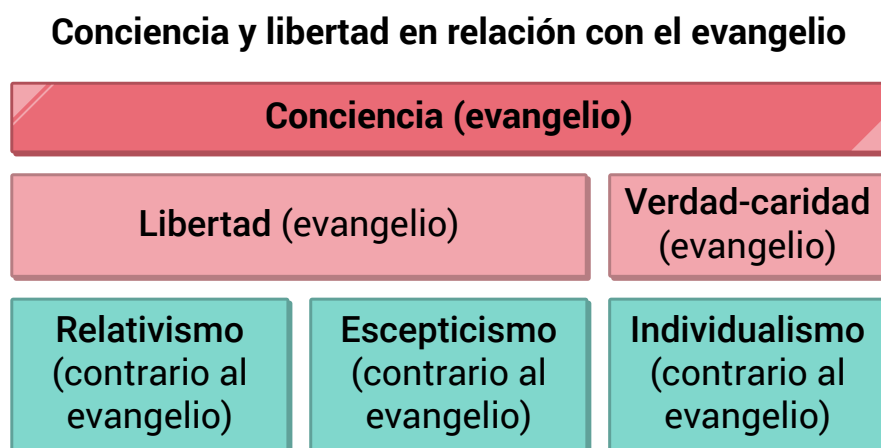 Conciencia y libertad en relación con el evangelio
Conciencia (evangelio)
Libertad (evangelio)
Verdad-caridad
(evangelio)
Relativismo
(contrario al
evangelio)
Escepticismo
(contrario al
evangelio)
Individualismo
(contrario al
evangelio)